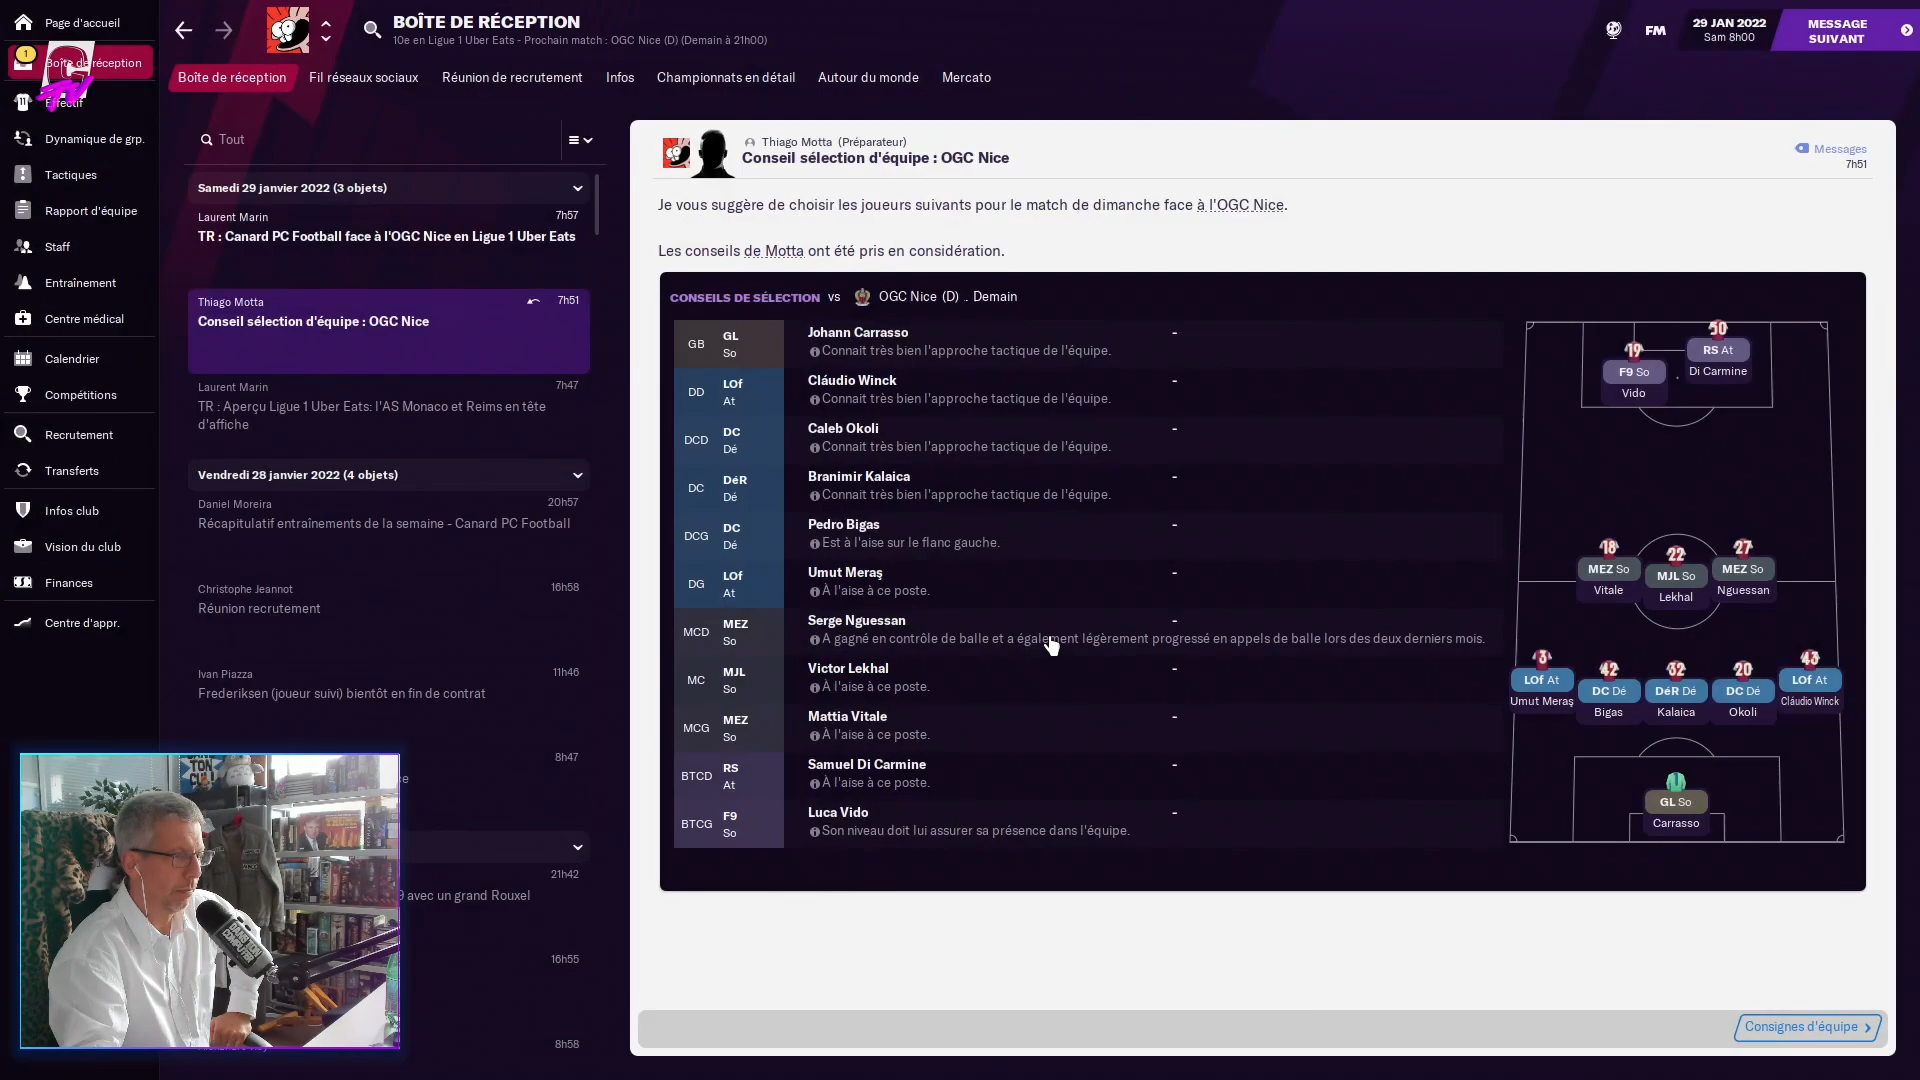 Page d'accueil
1
Boîte de réception
Effectif
Dynamique de grp.
Tactiques
Rapport d'équipe
Staff
Entraînement
Centre médical
Calendrier
Compétitions
Recrutement
Transferts
Infos club
Vision du club
Finances
Centre d'appr.
BOÎTE DE RÉCEPTION
10e en Ligue 1 Uber Eats - Prochain match : OGC Nice (D) (Demain à 21h00)
FM
29 JAN 2022
Sam 8h00
MESSAGE
SUIVANT
Boîte de réception
Fil réseaux sociaux
Réunion de recrutement
Infos
Championnats en détail
Autour du monde
Mercato
Tout
Samedi 29 janvier 2022 (3 objets)
Laurent Marin 7h57
TR : Canard PC Football face à l'OGC Nice en Ligue 1 Uber Eats
Thiago Motta 7h51
Conseil sélection d'équipe : OGC Nice
Laurent Marin 7h47
TR : Aperçu Ligue 1 Uber Eats: l'AS Monaco et Reims en tête
d'affiche
Vendredi 28 janvier 2022 (4 objets)
Daniel Moreira 20h57
Récapitulatif entraînements de la semaine - Canard PC Football
Christophe Jeannot 16h58
Réunion recrutement
Ivan Piazza 11h46
Frederiksen (joueur suivi) bientôt en fin de contrat
8h47
21h42
avec un grand Rouxel
16h55
8h58
Thiago Motta (Préparateur)
Conseil sélection d'équipe : OGC Nice
Messages
7h51
Je vous suggère de choisir les joueurs suivants pour le match de dimanche face à l'OGC Nice.
Les conseils de Motta ont été pris en considération.
CONSEILS DE SÉLECTION vs OGC Nice (D) . Demain
GB GL So Johann Carrasso -
Connait très bien l'approche tactique de l'équipe.
DD LOf At Cláudio Winck -
Connait très bien l'approche tactique de l'équipe.
DCD DC Dé Caleb Okoli -
Connait très bien l'approche tactique de l'équipe.
DC DéR Dé Branimir Kalaica -
Connait très bien l'approche tactique de l'équipe.
DCG DC Dé Pedro Bigas -
Est à l'aise sur le flanc gauche.
DG LOf At Umut Meraş -
À l'aise à ce poste.
MCD MEZ So Serge Nguessan -
A gagné en contrôle de balle et a également légèrement progressé en appels de balle lors des deux derniers mois.
MC MJL So Victor Lekhal -
À l'aise à ce poste.
MCG MEZ So Mattia Vitale -
À l'aise à ce poste.
BTCD RS At Samuel Di Carmine -
À l'aise à ce poste.
BTCG F9 So Luca Vido -
Son niveau doit lui assurer sa présence dans l'équipe.
50
RS At
Di Carmine
19
F9 So
Vido
18 22 27
MEZ So MJL So MEZ So
Vitale Lekhal Nguessan
3 42 32 20 43
LOf At DC Dé DéR Dé DC Dé LOf At
Umut Meraş Bigas Kalaica Okoli Cláudio Winck
GL So
Carrasso
Consignes d'équipe